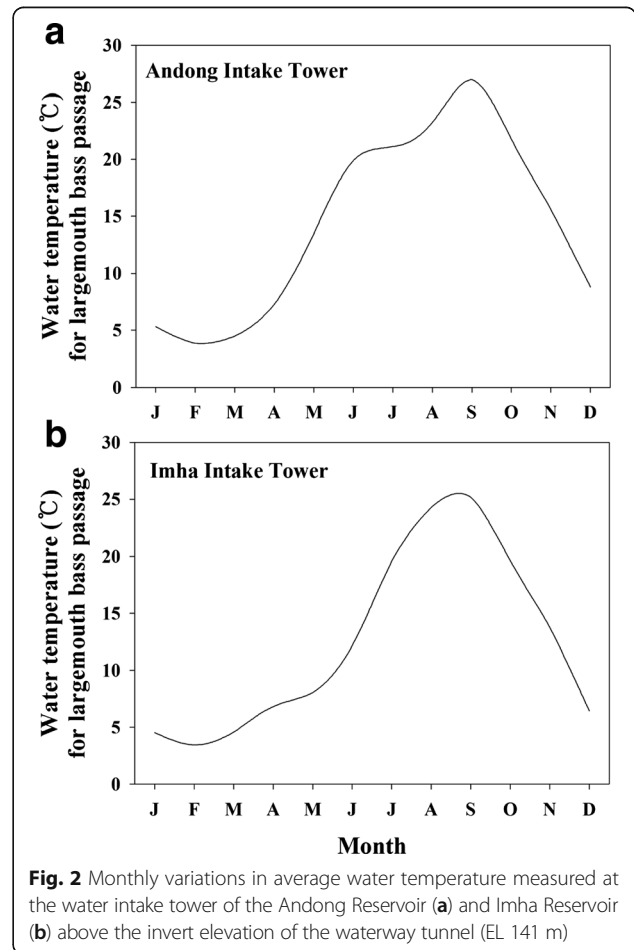 a
30
25
20
15
10
5
0
Water temperature (℃)
for largemouth bass passage
Andong Intake Tower
J F M A M J J A S O N D
b
30
25
20
15
10
5
0
Water temperature (℃)
for largemouth bass passage
Imha Intake Tower
J F M A M J J A S O N D
Month
Fig. 2 Monthly variations in average water temperature measured at
the water intake tower of the Andong Reservoir (a) and Imha Reservoir
(b) above the invert elevation of the waterway tunnel (EL 141 m)